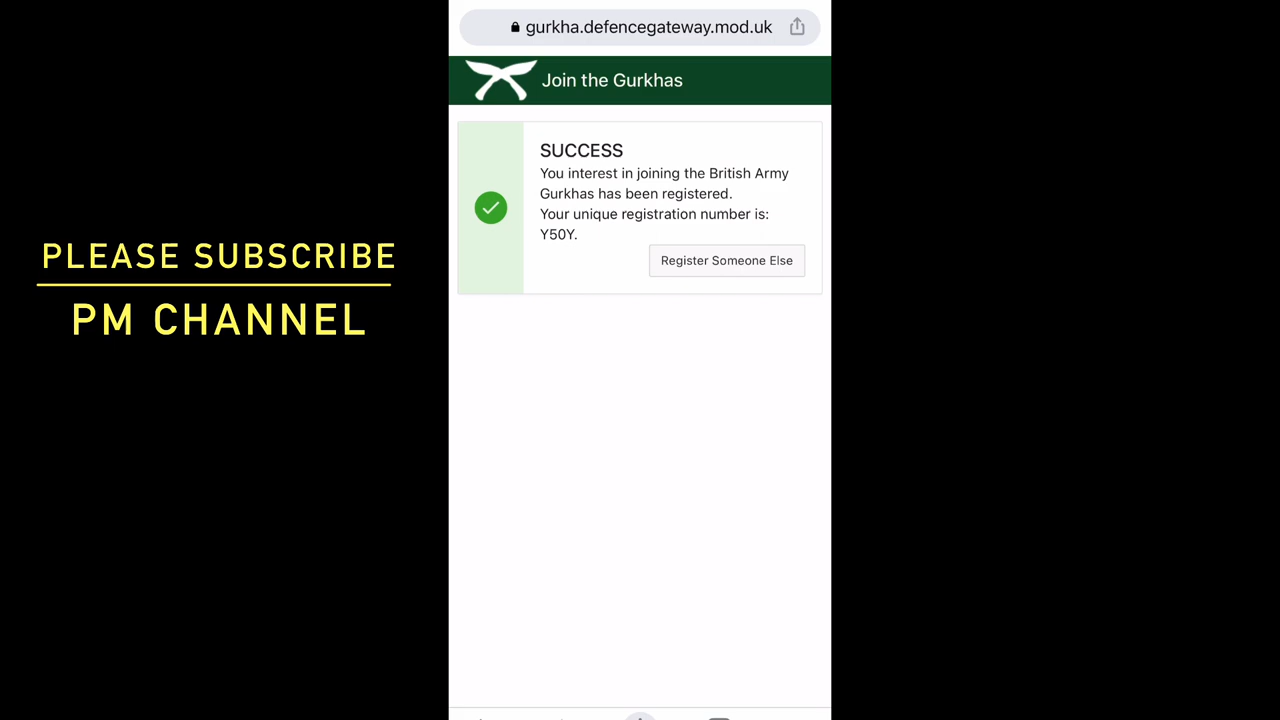 gurkha.defencegateway.mod.uk
Join the Gurkhas
SUCCESS
You interest in joining the British Army
Gurkhas has been registered.
Your unique registration number is:
Y50Y.
Register Someone Else
PLEASE SUBSCRIBE
PM CHANNEL